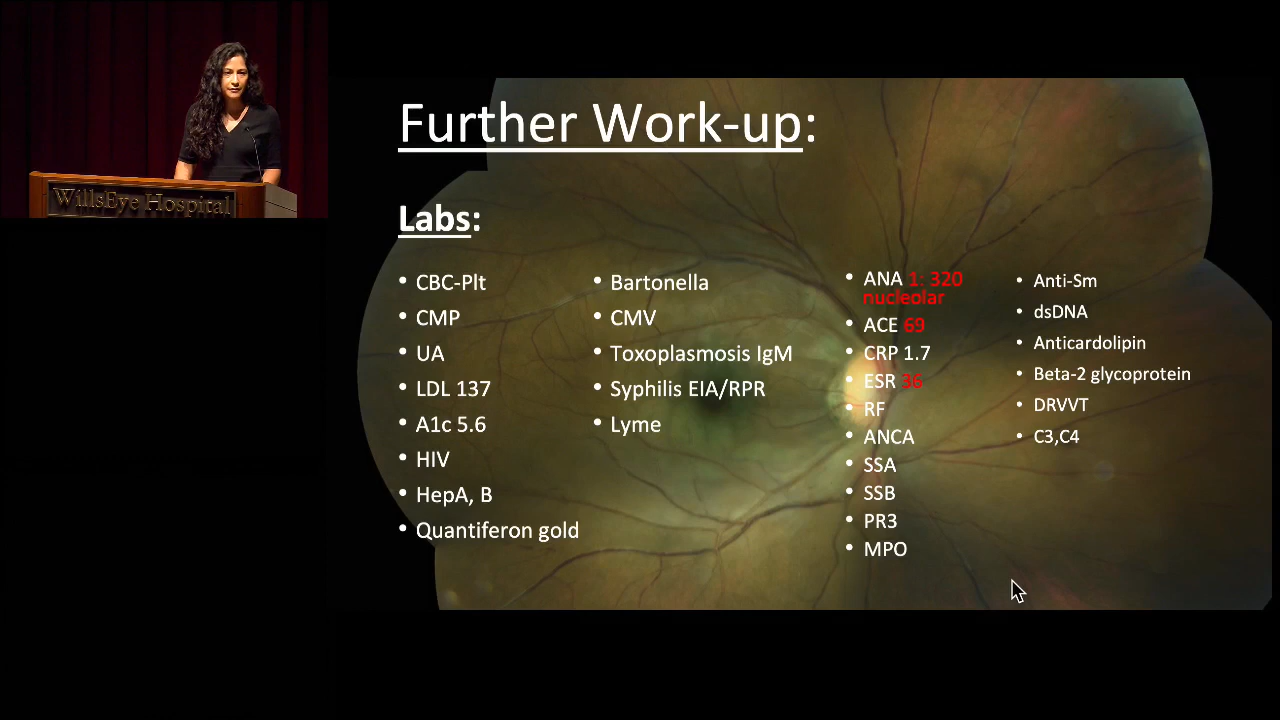 WillsEye Hospital
Further Work-up:
Labs:
• CBC-Plt
• CMP
• UA
• LDL 137
• A1c 5.6
• HIV
• HepA, B
• Quantiferon gold
• Bartonella
• CMV
• Toxoplasmosis IgM
• Syphilis EIA/RPR
• Lyme
• ANA 1: 320
nucleolar
• ACE 69
• CRP 1.7
• ESR 36
• RF
• ANCA
• SSA
• SSB
• PR3
• MPO
• Anti-Sm
• dsDNA
• Anticardolipin
• Beta-2 glycoprotein
• DRVVT
• C3,C4